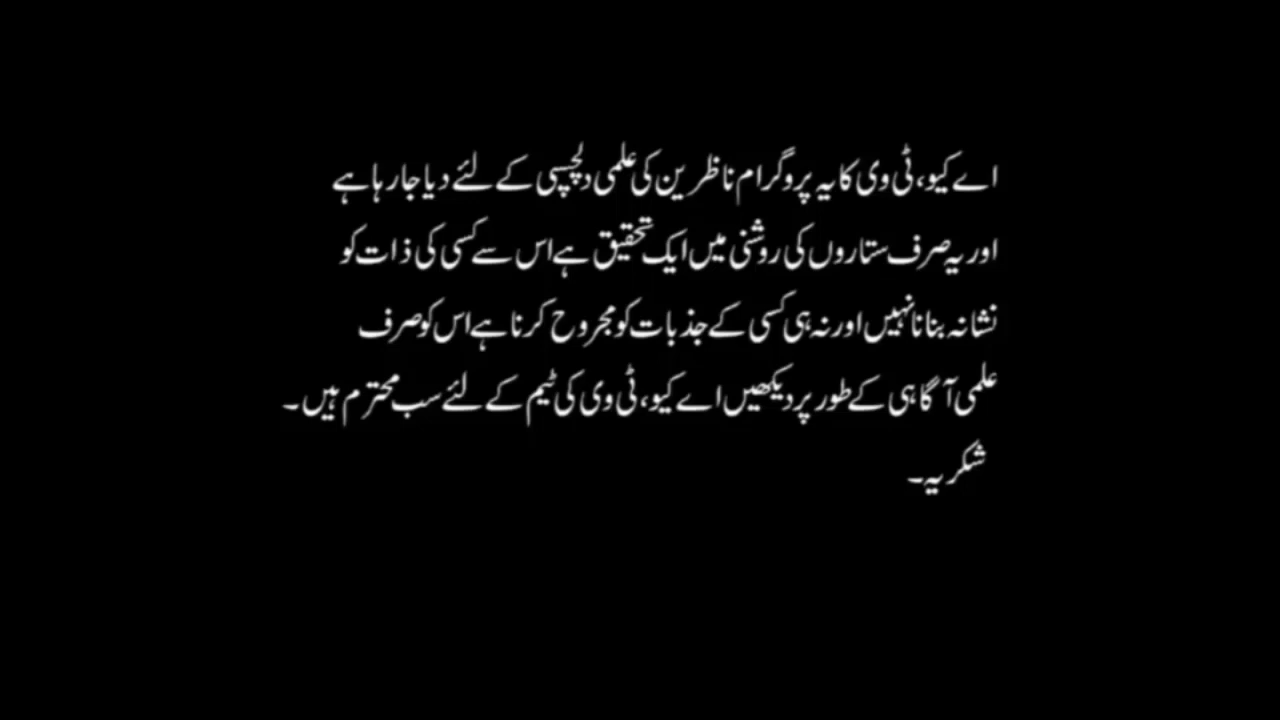 اے کیو، ٹی وی کا یہ پروگرام ناظرین کی علمی دلچسپی کے لئے دیا جا رہا ہے
اور یہ صرف ستاروں کی روشنی میں ایک تحقیق ہے اس سے کسی کی ذات کو
نشانہ بنانا نہیں اور نہ ہی کسی کے جذبات کو مجروح کرنا ہے اس کو صرف
علمی آگاہی کے طور پر دیکھیں اے کیو، ٹی وی کی ٹیم کے لئے سب محترم ہیں ۔
شکریہ ۔